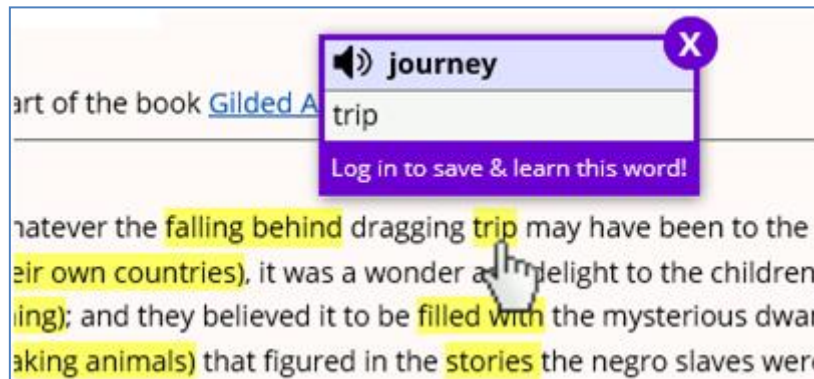 journey
X
art of the book Gilded A
trip
Log in to save & learn this word!
hatever the falling behind dragging trip may have been to the
eir own countries), it was a wonder a delight to the children
ing); and they believed it to be filled with the mysterious dwar
aking animals) that figured in the stories the negro slaves were